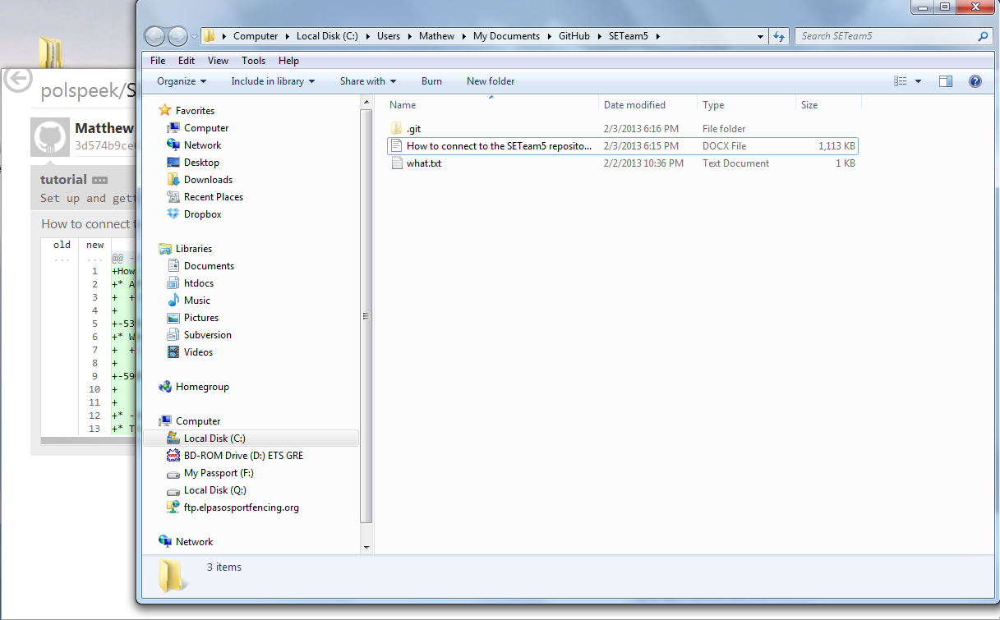 Computer Local Disk (C:) Users Mathew My Documents GitHub SETeam5
Search SETeam5
File Edit View Tools Help
Organize Include in library Share with Burn New folder
polspeek/S
Matthew
3d574b9ce
tutorial
Set up and gett
How to connect t
old new
... ... @@ -
1 +How
2 +* A
3 + +
4 +
5 +-53
6 +* W
7 + +
8 +
9 +-59
10 +
11 +
12 +* -
13 +* T
Favorites
Computer
Network
Desktop
Downloads
Recent Places
Dropbox
Libraries
Documents
htdocs
Music
Pictures
Subversion
Videos
Homegroup
Computer
Local Disk (C:)
BD-ROM Drive (D:) ETS GRE
My Passport (F:)
Local Disk (Q:)
ftp.elpasosportfencing.org
Network
Name Date modified Type Size
.git 2/3/2013 6:16 PM File folder
How to connect to the SETeam5 reposito... 2/3/2013 6:15 PM DOCX File 1,113 KB
what.txt 2/2/2013 10:36 PM Text Document 1 KB
3 items